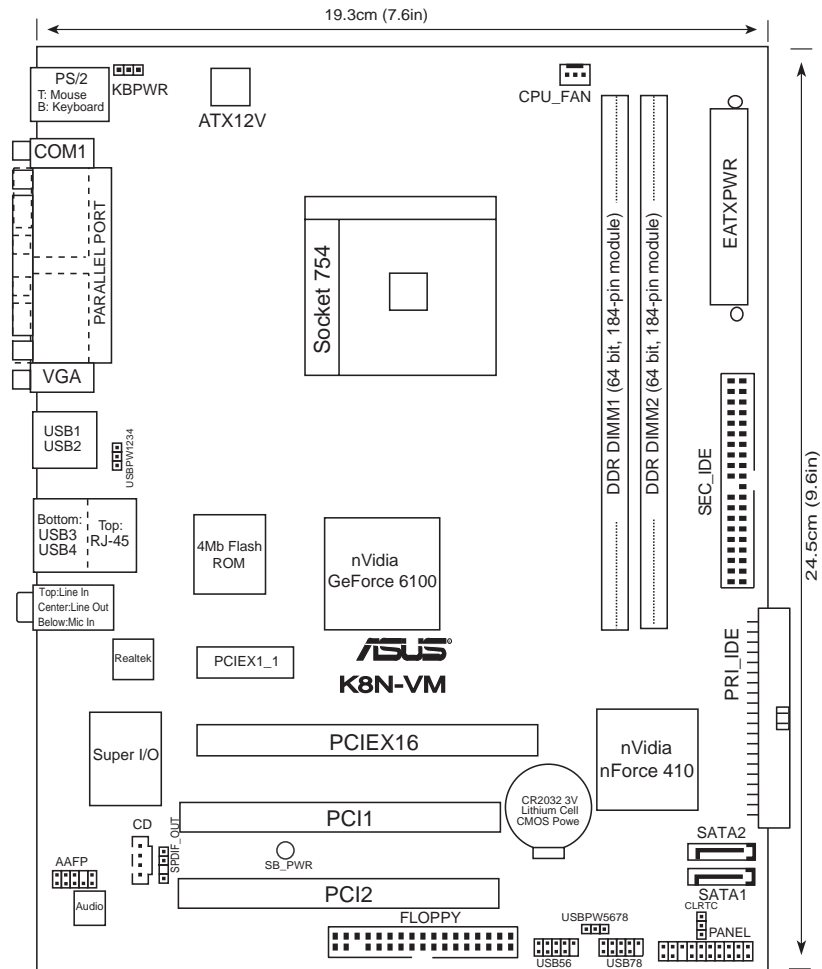 19.3cm (7.6in)
PS/2
T: Mouse
B: Keyboard
KBPWR
ATX12V
CPU_FAN
COM1
PARALLEL PORT
VGA
Socket 754
DDR DIMM1 (64 bit, 184-pin module)
DDR DIMM2 (64 bit, 184-pin module)
EATXPWR
24.5cm (9.6in)
USB1
USB2
USBPW1234
SEC_IDE
Bottom:
USB3
USB4
Top:
RJ-45
4Mb Flash
ROM
nVidia
GeForce 6100
Top:Line In
Center:Line Out
Below:Mic In
Realtek
PCIEX1_1
ASUS®
K8N-VM
PRI_IDE
Super I/O
PCIEX16
nVidia
nForce 410
CR2032 3V
Lithium Cell
CMOS Powe
PCI1
CD
SPDIF_OUT
SB_PWR
SATA2
SATA1
AAFP
Audio
PCI2
FLOPPY
USBPW5678
CLRTC
PANEL
USB56
USB78